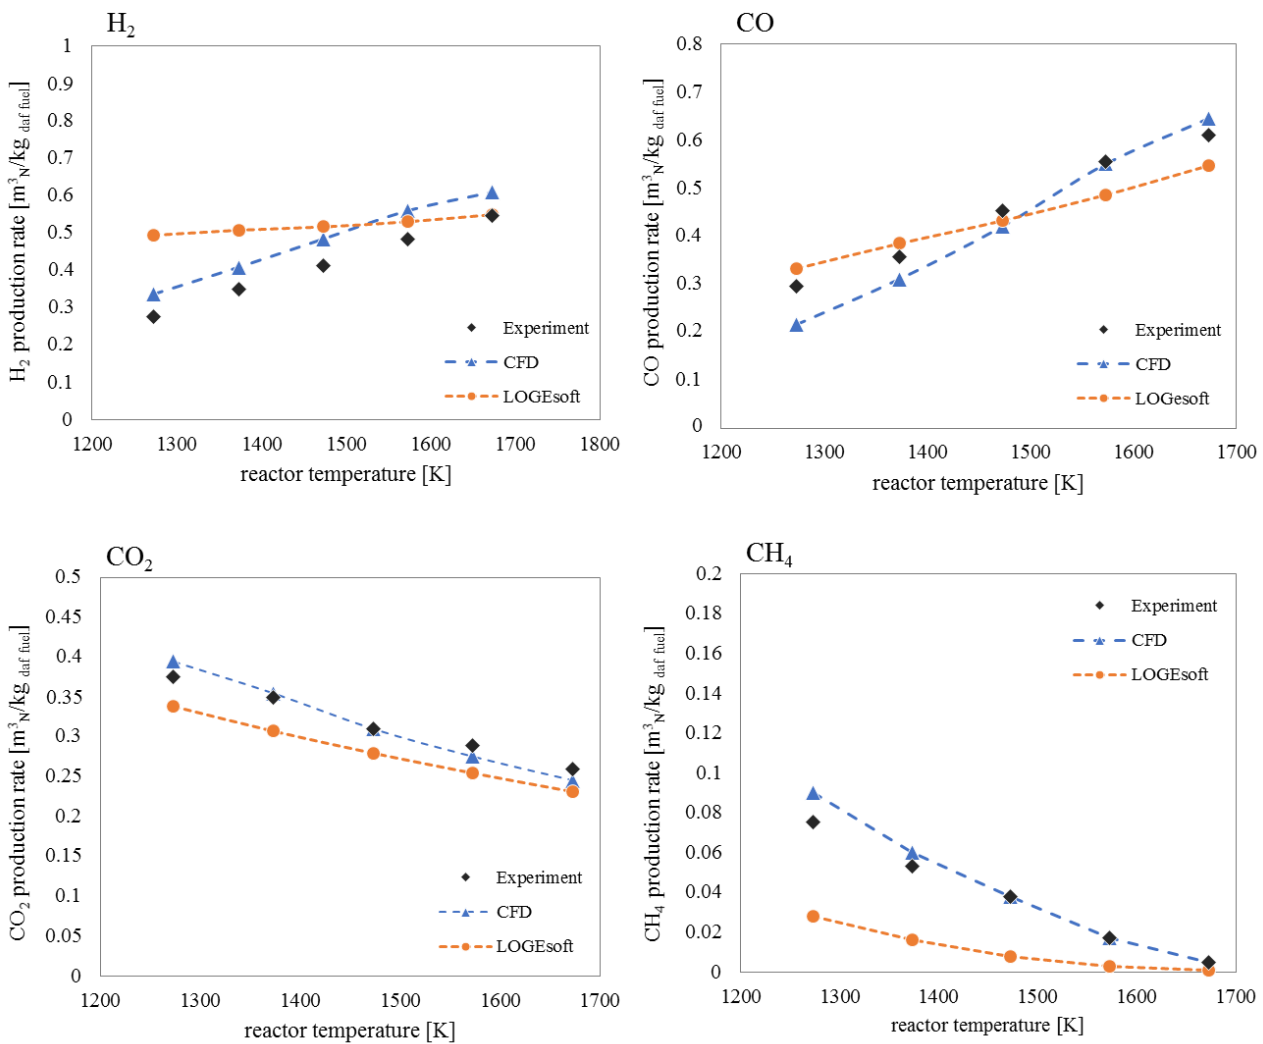 H2
H2 production rate [m3N/kg daf fuel]
1
0.9
0.8
0.7
0.6
0.5
0.4
0.3
0.2
0.1
0
1200 1300 1400 1500 1600 1700 1800
reactor temperature [K]
Experiment
CFD
LOGEsoft
CO
CO production rate [m3N/kg daf fuel]
0.8
0.7
0.6
0.5
0.4
0.3
0.2
0.1
0
1200 1300 1400 1500 1600 1700
reactor temperature [K]
Experiment
CFD
LOGesoft
CO2
CO2 production rate [m3N/kg daf fuel]
0.5
0.45
0.4
0.35
0.3
0.25
0.2
0.15
0.1
0.05
0
1200 1300 1400 1500 1600 1700
reactor temperature [K]
Experiment
CFD
LOGEsoft
CH4
CH4 production rate [m3N/kg daf fuel]
0.2
0.18
0.16
0.14
0.12
0.1
0.08
0.06
0.04
0.02
0
1200 1300 1400 1500 1600 1700
reactor temperature [K]
Experiment
CFD
LOGEsoft